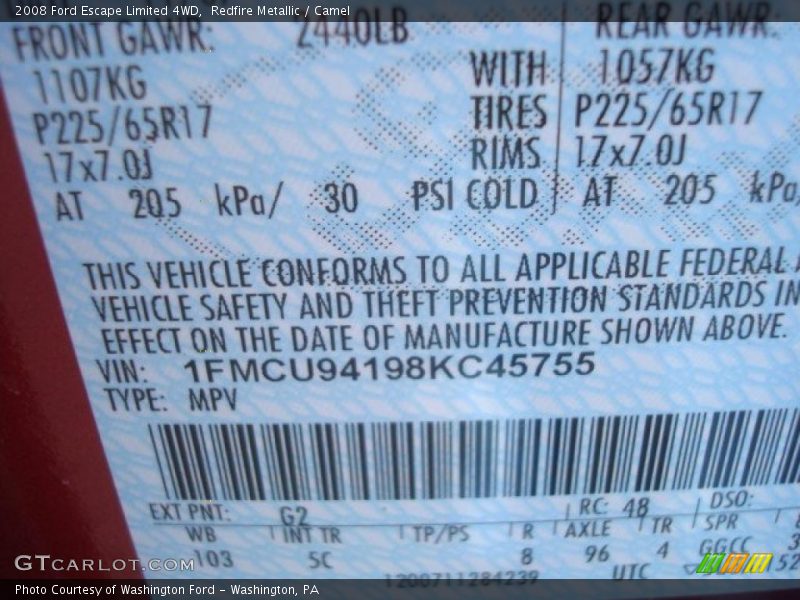 2008 Ford Escape Limited 4WD, Redfire Metallic / Camel
FRONT GAWR: 2440LB REAR GAWR:
1107KG WITH 1057KG
P225/65R17 TIRES P225/65R17
17x7.0J RIMS 17x7.0J
AT 205 kPa/ 30 PSI COLD AT 205 kPa/
THIS VEHICLE CONFORMS TO ALL APPLICABLE FEDERAL
VEHICLE SAFETY AND THEFT PREVENTION STANDARDS IN
EFFECT ON THE DATE OF MANUFACTURE SHOWN ABOVE.
VIN: 1FMCU94198KC45755
TYPE: MPV
EXT PNT: G2 RC: 48 DSO:
WB INT TR TP/PS R AXLE TR SPR
103 5C 8 96 4 GGCC
UTC
1200711284239
GTCARLOT.COM
Photo Courtesy of Washington Ford - Washington, PA